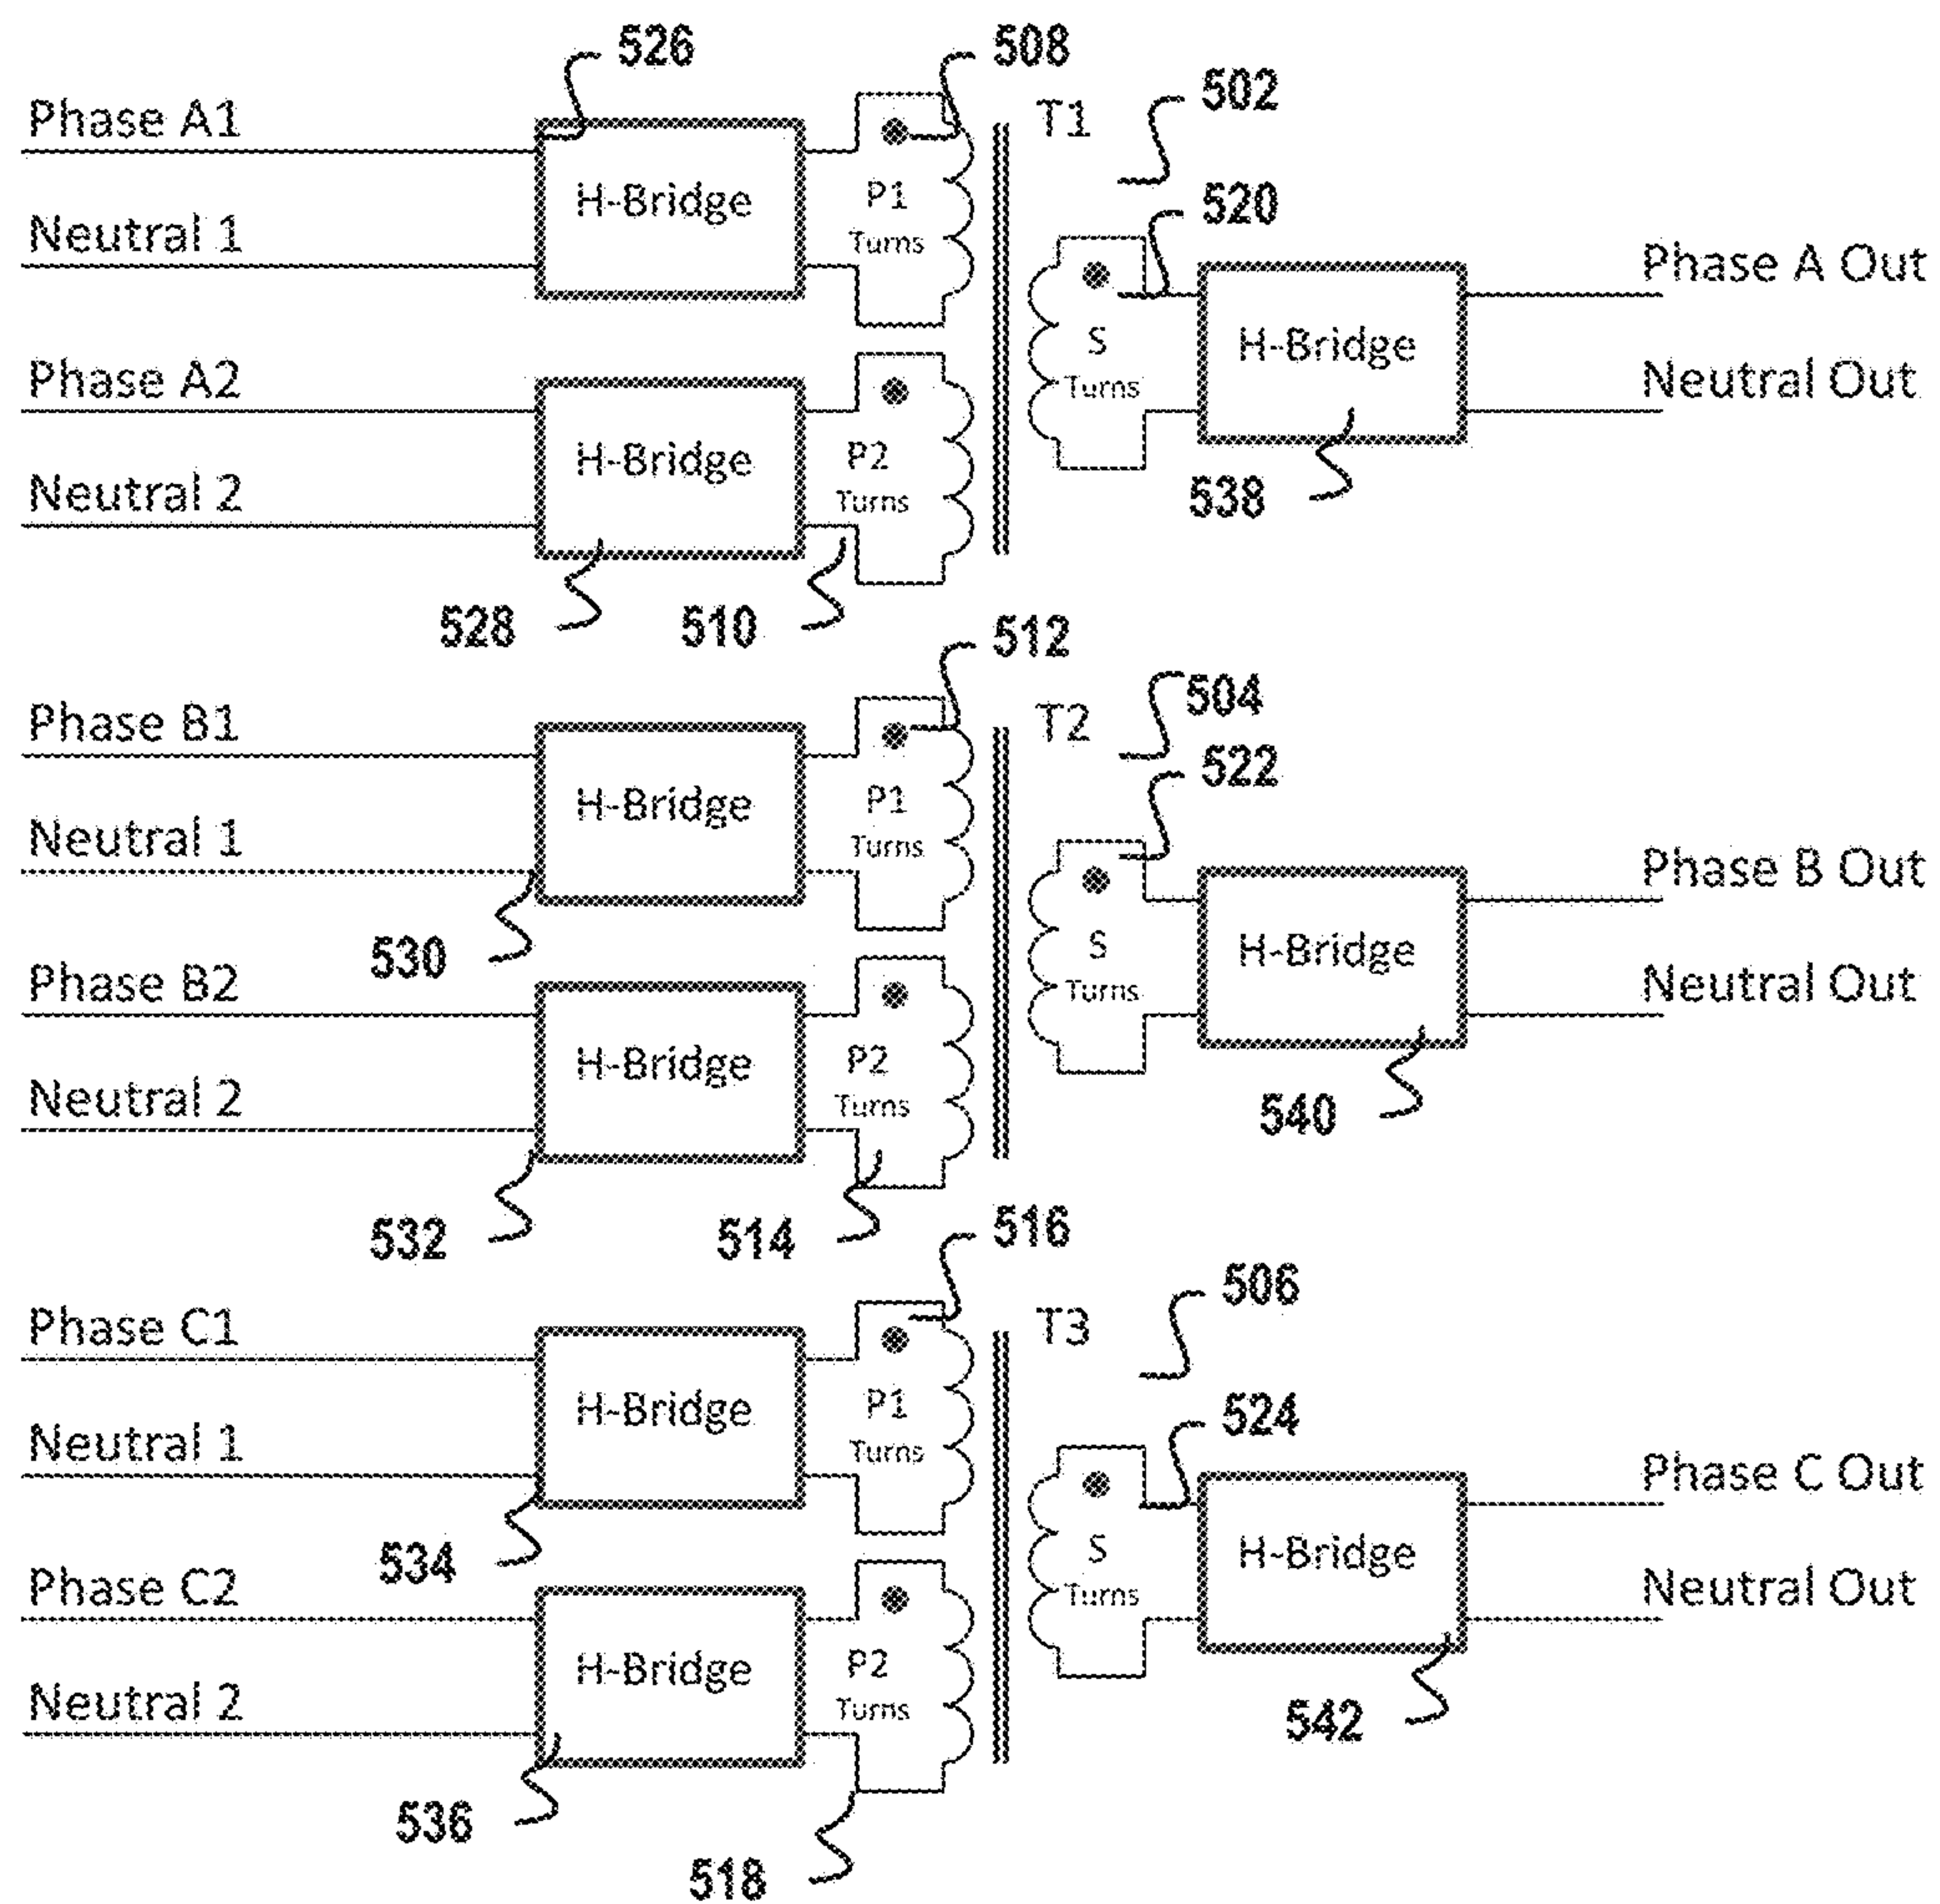 526
508
Phase A1
T1
502
H-Bridge
P1
Turns
Neutral 1
520
Phase A Out
S
Turns
H-Bridge
Phase A2
Neutral Out
H-Bridge
P2
Turns
Neutral 2
538
528
510
512
504
Phase B1
T2
522
H-Bridge
P1
Turns
Neutral 1
Phase B Out
530
S
Turns
H-Bridge
Phase B2
Neutral Out
H-Bridge
P2
Turns
Neutral 2
540
532
514
516
506
Phase C1
T3
H-Bridge
P1
Turns
524
Neutral 1
Phase C Out
534
S
Turns
H-Bridge
Phase C2
Neutral Out
H-Bridge
P2
Turns
Neutral 2
542
536
518